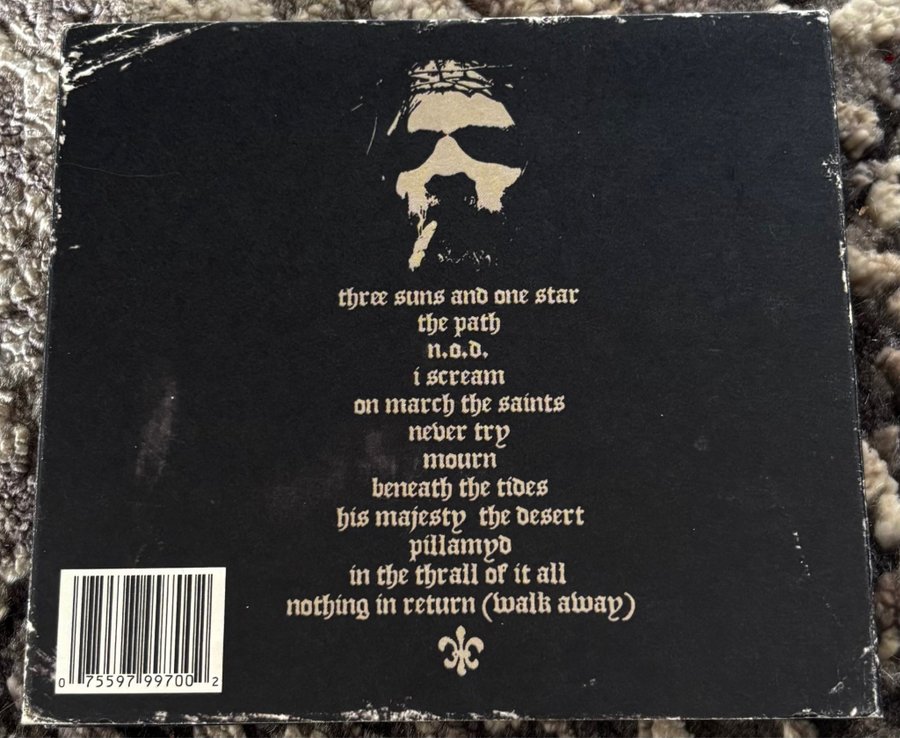 three suns and one star
the path
n.o.d.
i scream
on march the saints
never try
mourn
beneath the tides
his majesty the desert
pillamyd
in the thrall of it all
nothing in return (walk away)
0 75597 99700 2